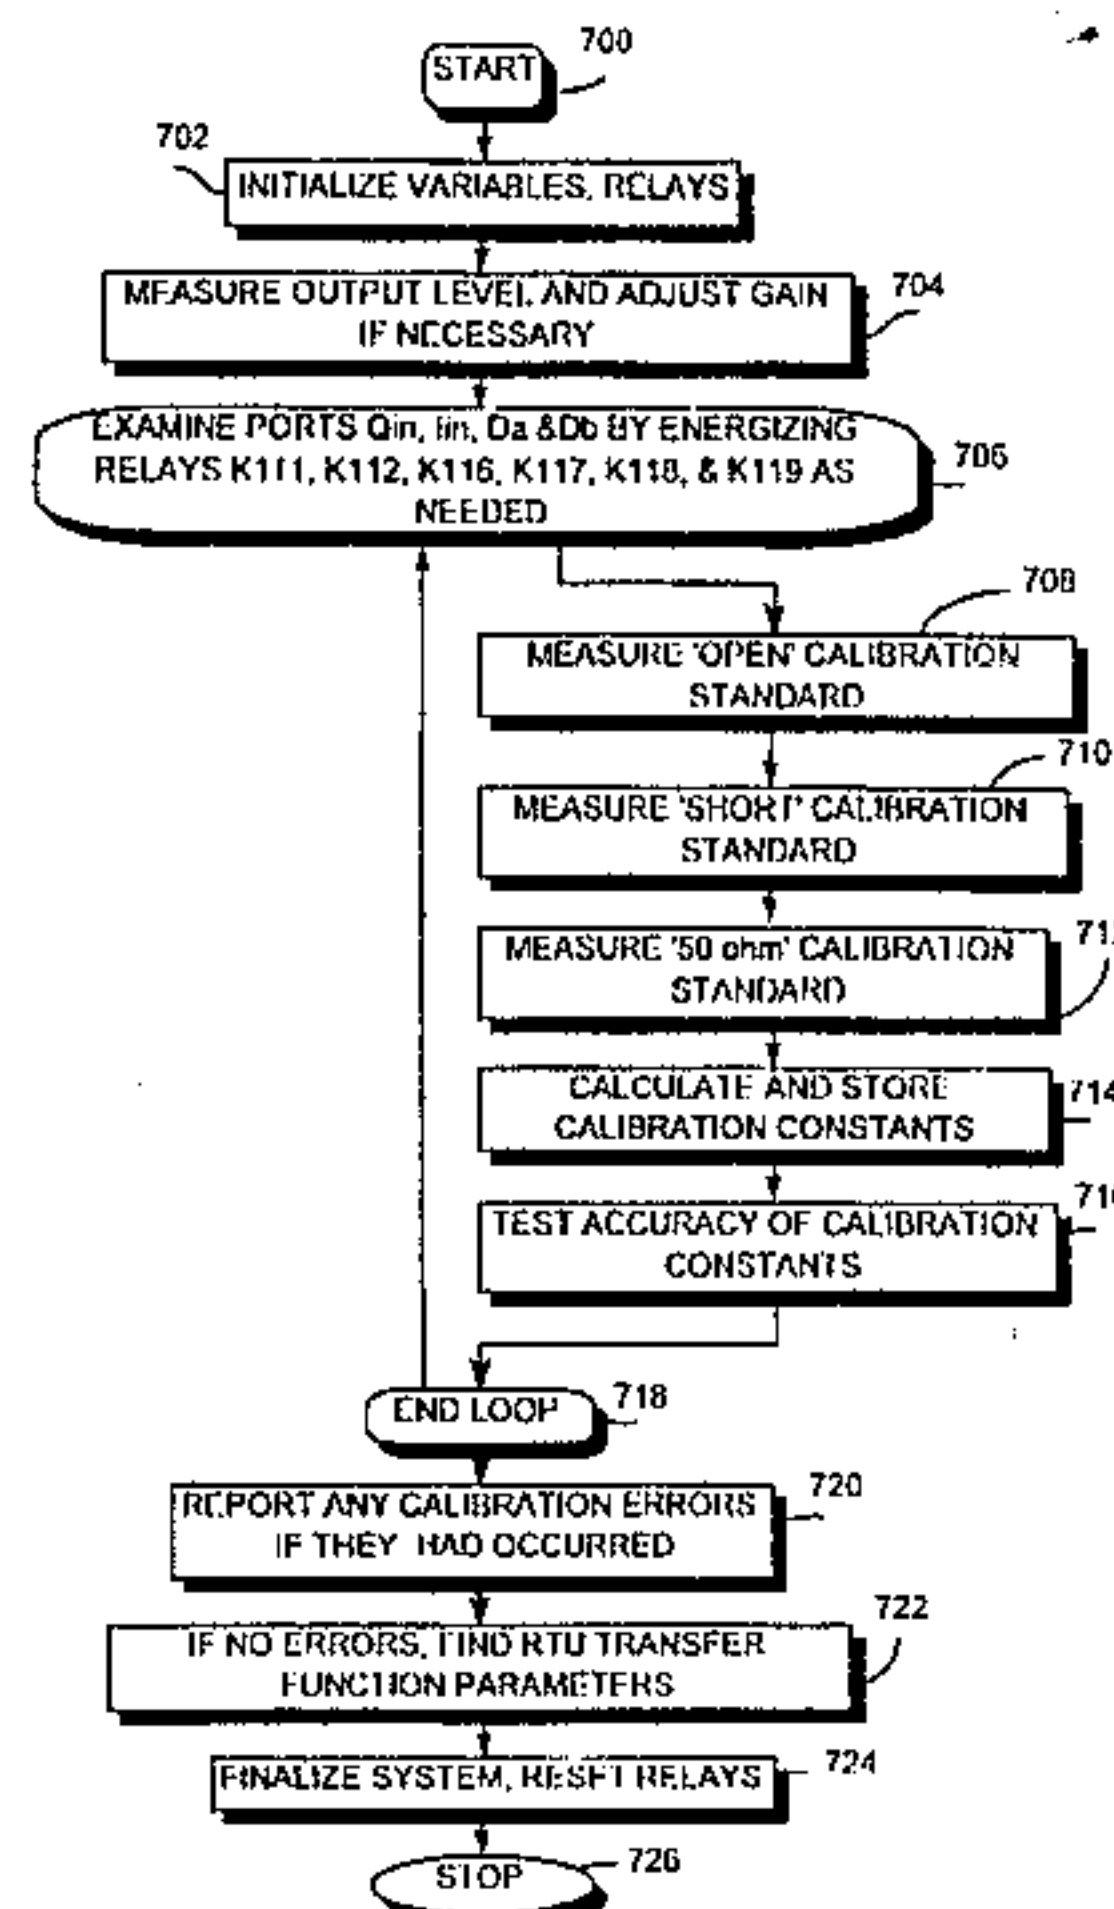 700
START
702
INITIALIZE VARIABLES, RELAYS
MEASURE OUTPUT LEVEL AND ADJUST GAIN
IF NECESSARY
704
EXAMINE PORTS Qin, Iin, Da &Db BY ENERGIZING
RELAYS K111, K112, K116, K117, K118, & K119 AS
NEEDED
706
708
MEASURE 'OPEN' CALIBRATION
STANDARD
710
MEASURE 'SHORT' CALIBRATION
STANDARD
MEASURE '50 ohm' CALIBRATION
STANDARD
CALCULATE AND STORE
CALIBRATION CONSTANTS
714
TEST ACCURACY OF CALIBRATION
CONSTANTS
END LOOP
718
REPORT ANY CALIBRATION ERRORS
IF THEY HAD OCCURRED
720
IF NO ERRORS, FIND RTU TRANSFER
FUNCTION PARAMETERS
722
FINALIZE SYSTEM, RESET RELAYS
724
STOP
726